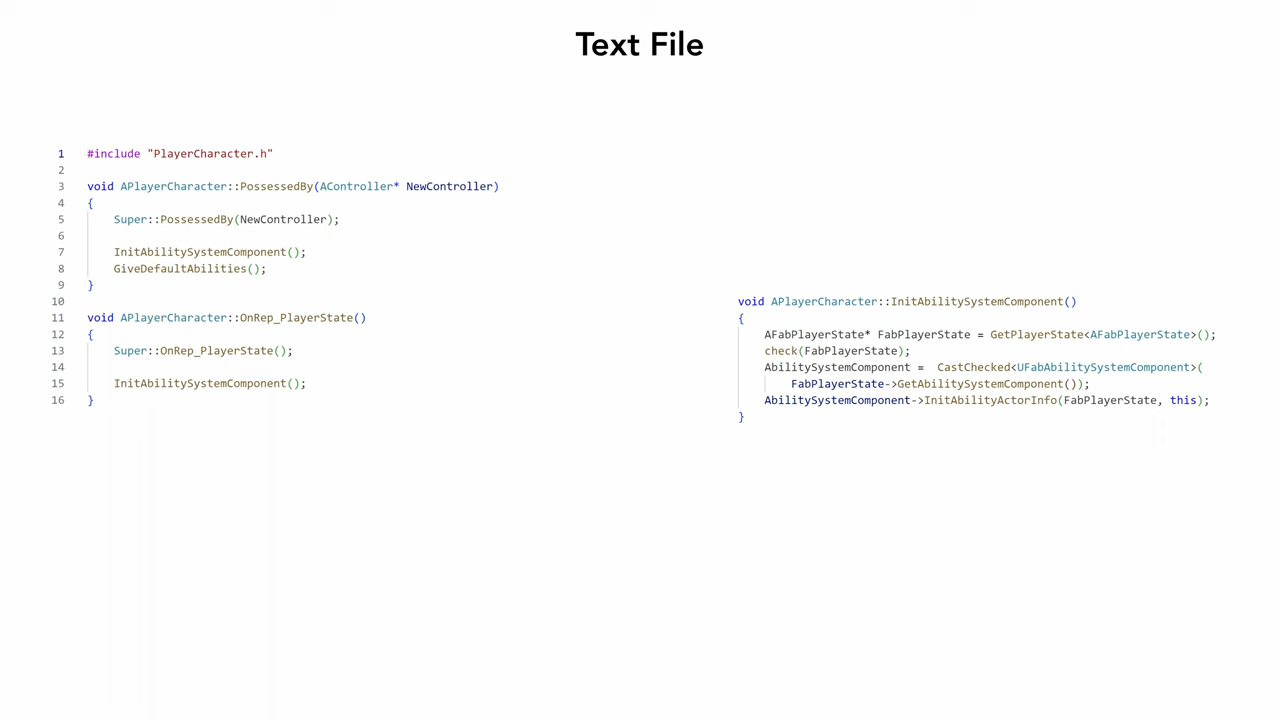 Text File
1 #include "PlayerCharacter.h"
2
3 void APlayerCharacter::PossessedBy(AController* NewController)
4 {
5     Super::PossessedBy(NewController);
6
7     InitAbilitySystemComponent();
8     GiveDefaultAbilities();
9 }
10
11 void APlayerCharacter::OnRep_PlayerState()
12 {
13     Super::OnRep_PlayerState();
14
15     InitAbilitySystemComponent();
16 }
void APlayerCharacter::InitAbilitySystemComponent()
{
    AFabPlayerState* FabPlayerState = GetPlayerState<AFabPlayerState>();
    check(FabPlayerState);
    AbilitySystemComponent =  CastChecked<UFabAbilitySystemComponent>(
        FabPlayerState->GetAbilitySystemComponent());
    AbilitySystemComponent->InitAbilityActorInfo(FabPlayerState, this);
}